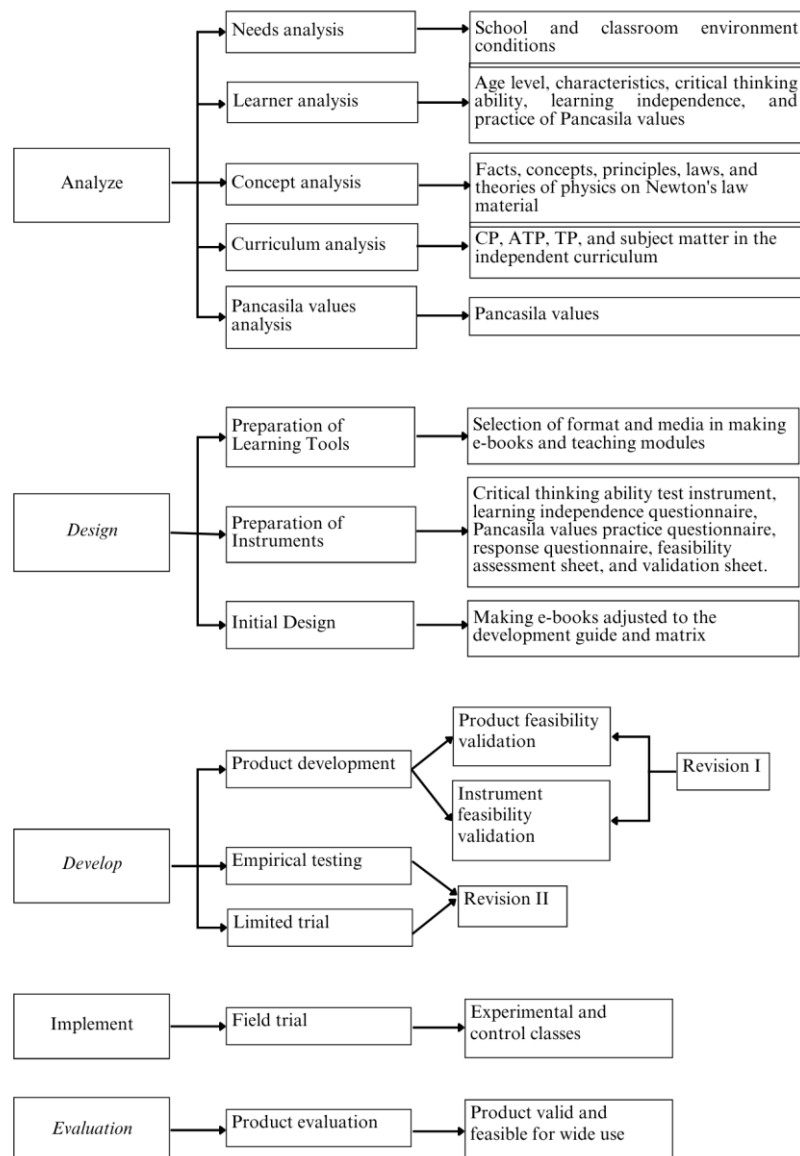 Needs analysis
School and classroom environment
conditions
Learner analysis
Age level, characteristics, critical thinking
ability, learning independence, and
practice of Pancasila values
Analyze
Concept analysis
Facts, concepts, principles, laws, and
theories of physics on Newton's law
material
Curriculum analysis
CP, ATP, TP, and subject matter in the
independent curriculum
Pancasila values
analysis
Pancasila values
Preparation of
Learning Tools
Selection of format and media in making
e-books and teaching modules
Design
Preparation of
Instruments
Critical thinking ability test instrument,
learning independence questionnaire,
Pancasila values practice questionnaire,
response questionnaire, feasibility
assessment sheet, and validation sheet.
Initial Design
Making e-books adjusted to the
development guide and matrix
Product feasibility
validation
Product development
Revision I
Instrument
feasibility
validation
Develop
Empirical testing
Revision II
Limited trial
Implement
Field trial
Experimental and
control classes
Evaluation
Product evaluation
Product valid and
feasible for wide use